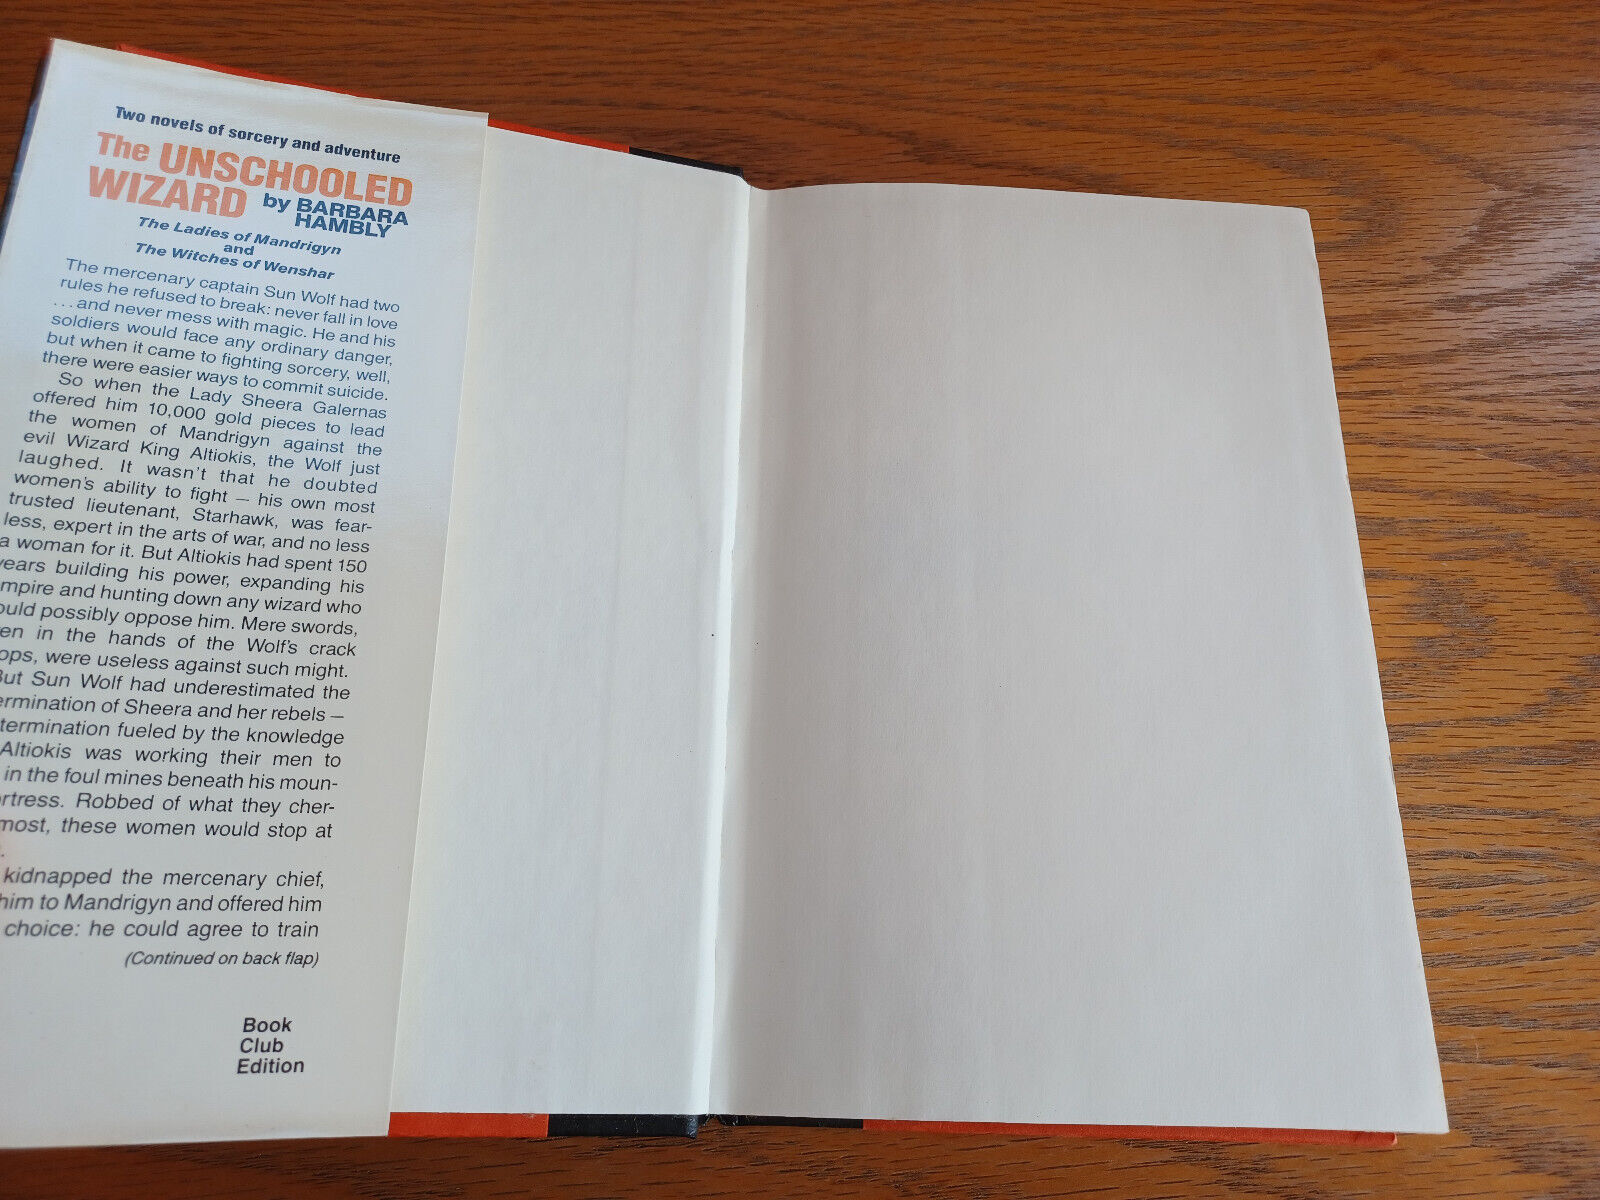 Two novels of sorcery and adventure
The UNSCHOOLED
WIZARD by BARBARA
HAMBLY
The Ladies of Mandrigyn
and
The Witches of Wenshar
The mercenary captain Sun Wolf had two
rules he refused to break: never fall in love
...and never mess with magic. He and his
soldiers would face any ordinary danger,
but when it came to fighting sorcery, well,
there were easier ways to commit suicide.
So when the Lady Sheera Galernas
offered him 10,000 gold pieces to lead
the women of Mandrigyn against the
evil Wizard King Altiokis, the Wolf just
laughed. It wasn't that he doubted
women's ability to fight — his own most
trusted lieutenant, Starhawk, was fear-
less, expert in the arts of war, and no less
a woman for it. But Altiokis had spent 150
years building his power, expanding his
mpire and hunting down any wizard who
ould possibly oppose him. Mere swords,
en in the hands of the Wolf's crack
ops, were useless against such might.
But Sun Wolf had underestimated the
ermination of Sheera and her rebels —
termination fueled by the knowledge
Altiokis was working their men to
in the foul mines beneath his moun-
rtress. Robbed of what they cher-
most, these women would stop at
kidnapped the mercenary chief,
him to Mandrigyn and offered him
choice: he could agree to train
(Continued on back flap)
Book
Club
Edition